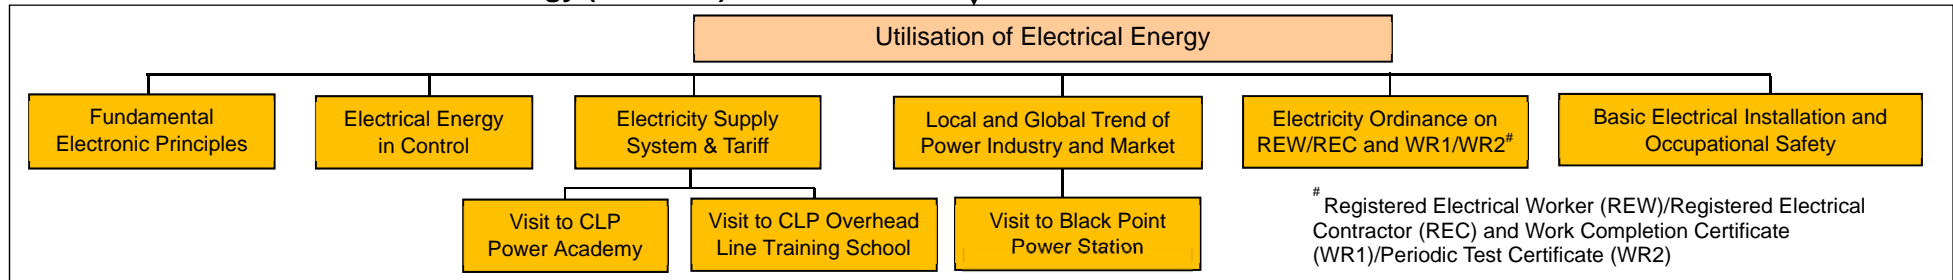 Utilisation of Electrical Energy
Fundamental
Electronic Principles
Electrical Energy
in Control
Electricity Supply
System & Tariff
Local and Global Trend of
Power Industry and Market
Electricity Ordinance on
REW/REC and WR1/WR2#
Basic Electrical Installation and
Occupational Safety
Visit to CLP
Power Academy
Visit to CLP Overhead
Line Training School
Visit to Black Point
Power Station
# Registered Electrical Worker (REW)/Registered Electrical
Contractor (REC) and Work Completion Certificate
(WR1)/Periodic Test Certificate (WR2)